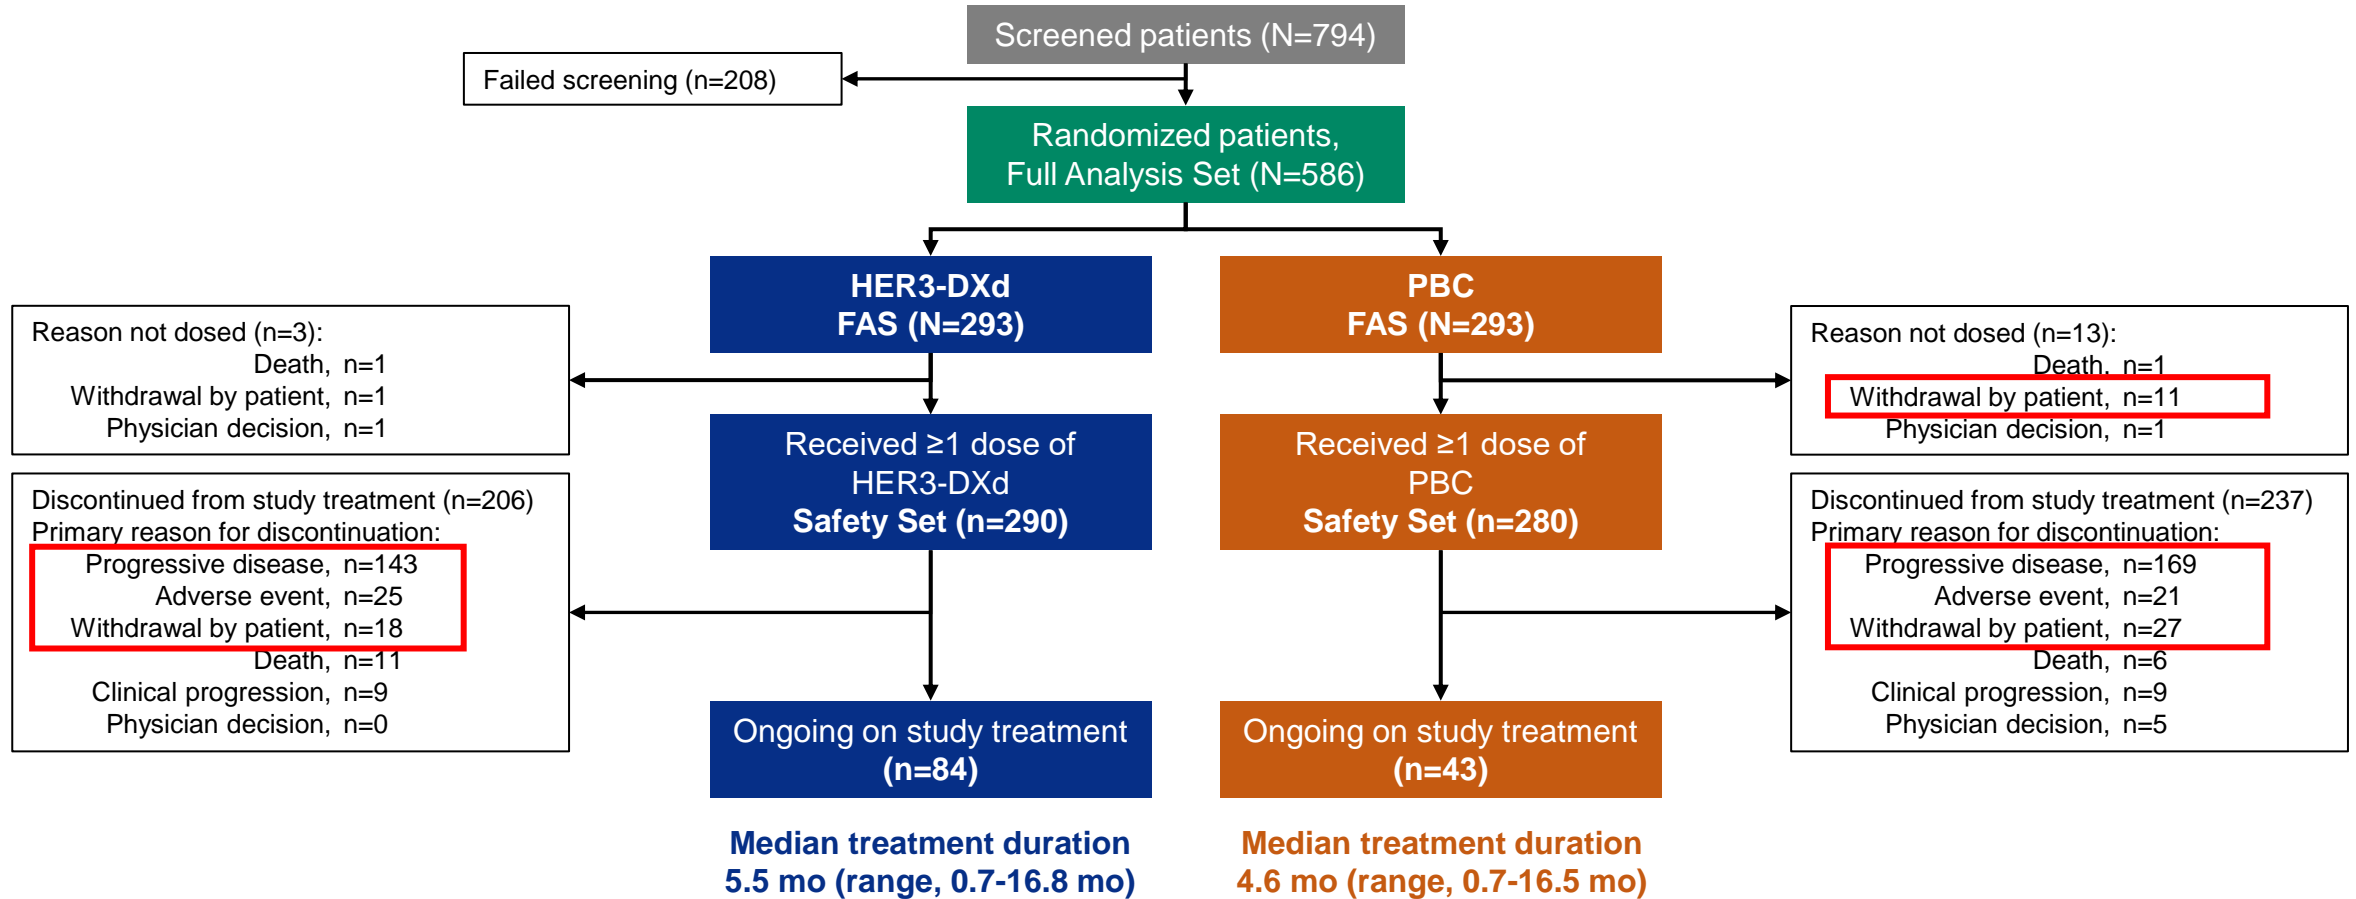 Screened patients (N=794)
Failed screening (n=208)
Randomized patients,
Full Analysis Set (N=586)
HER3-DXd
FAS (N=293)
PBC
FAS (N=293)
Reason not dosed (n=3):
Death, n=1
Withdrawal by patient, n=1
Physician decision, n=1
Reason not dosed (n=13):
Death, n=1
Withdrawal by patient, n=11
Physician decision, n=1
Received ≥1 dose of
HER3-DXd
Safety Set (n=290)
Received ≥1 dose of
PBC
Safety Set (n=280)
Discontinued from study treatment (n=206)
Primary reason for discontinuation:
Progressive disease, n=143
Adverse event, n=25
Withdrawal by patient, n=18
Death, n=11
Clinical progression, n=9
Physician decision, n=0
Discontinued from study treatment (n=237)
Primary reason for discontinuation:
Progressive disease, n=169
Adverse event, n=21
Withdrawal by patient, n=27
Death, n=6
Clinical progression, n=9
Physician decision, n=5
Ongoing on study treatment
(n=84)
Ongoing on study treatment
(n=43)
Median treatment duration
5.5 mo (range, 0.7-16.8 mo)
Median treatment duration
4.6 mo (range, 0.7-16.5 mo)